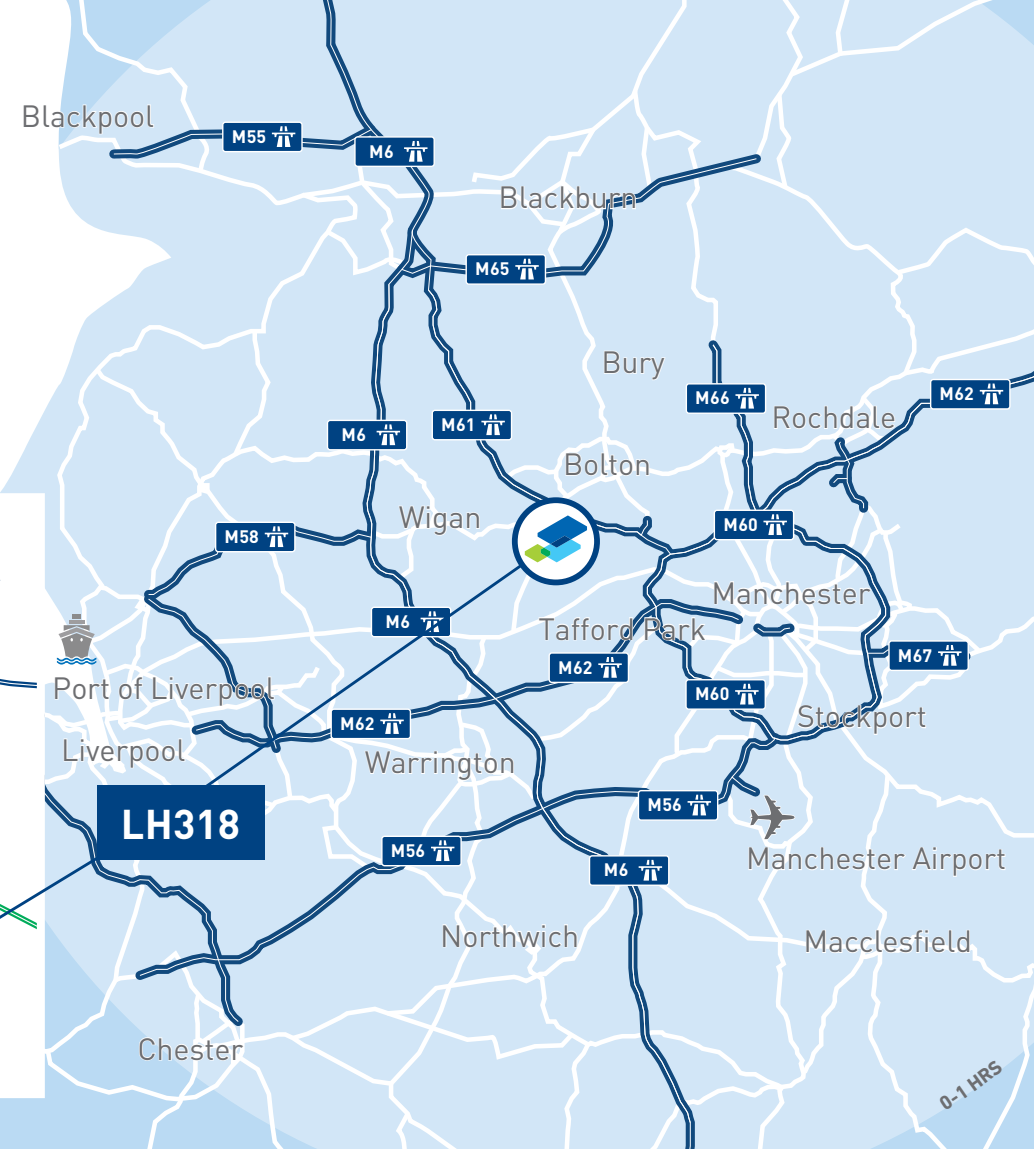 Blackpool
M55
M6
Blackburn
M65
Bury
M66
M62
Rochdale
M6
M61
Bolton
Wigan
M60
M58
Manchester
M6
Tafford Park
M62
M67
Port of Liverpool
M60
Stockport
M62
Liverpool
Warrington
M56
LH318
M56
Manchester Airport
M6
Northwich
Macclesfield
Chester
0-1 HRS